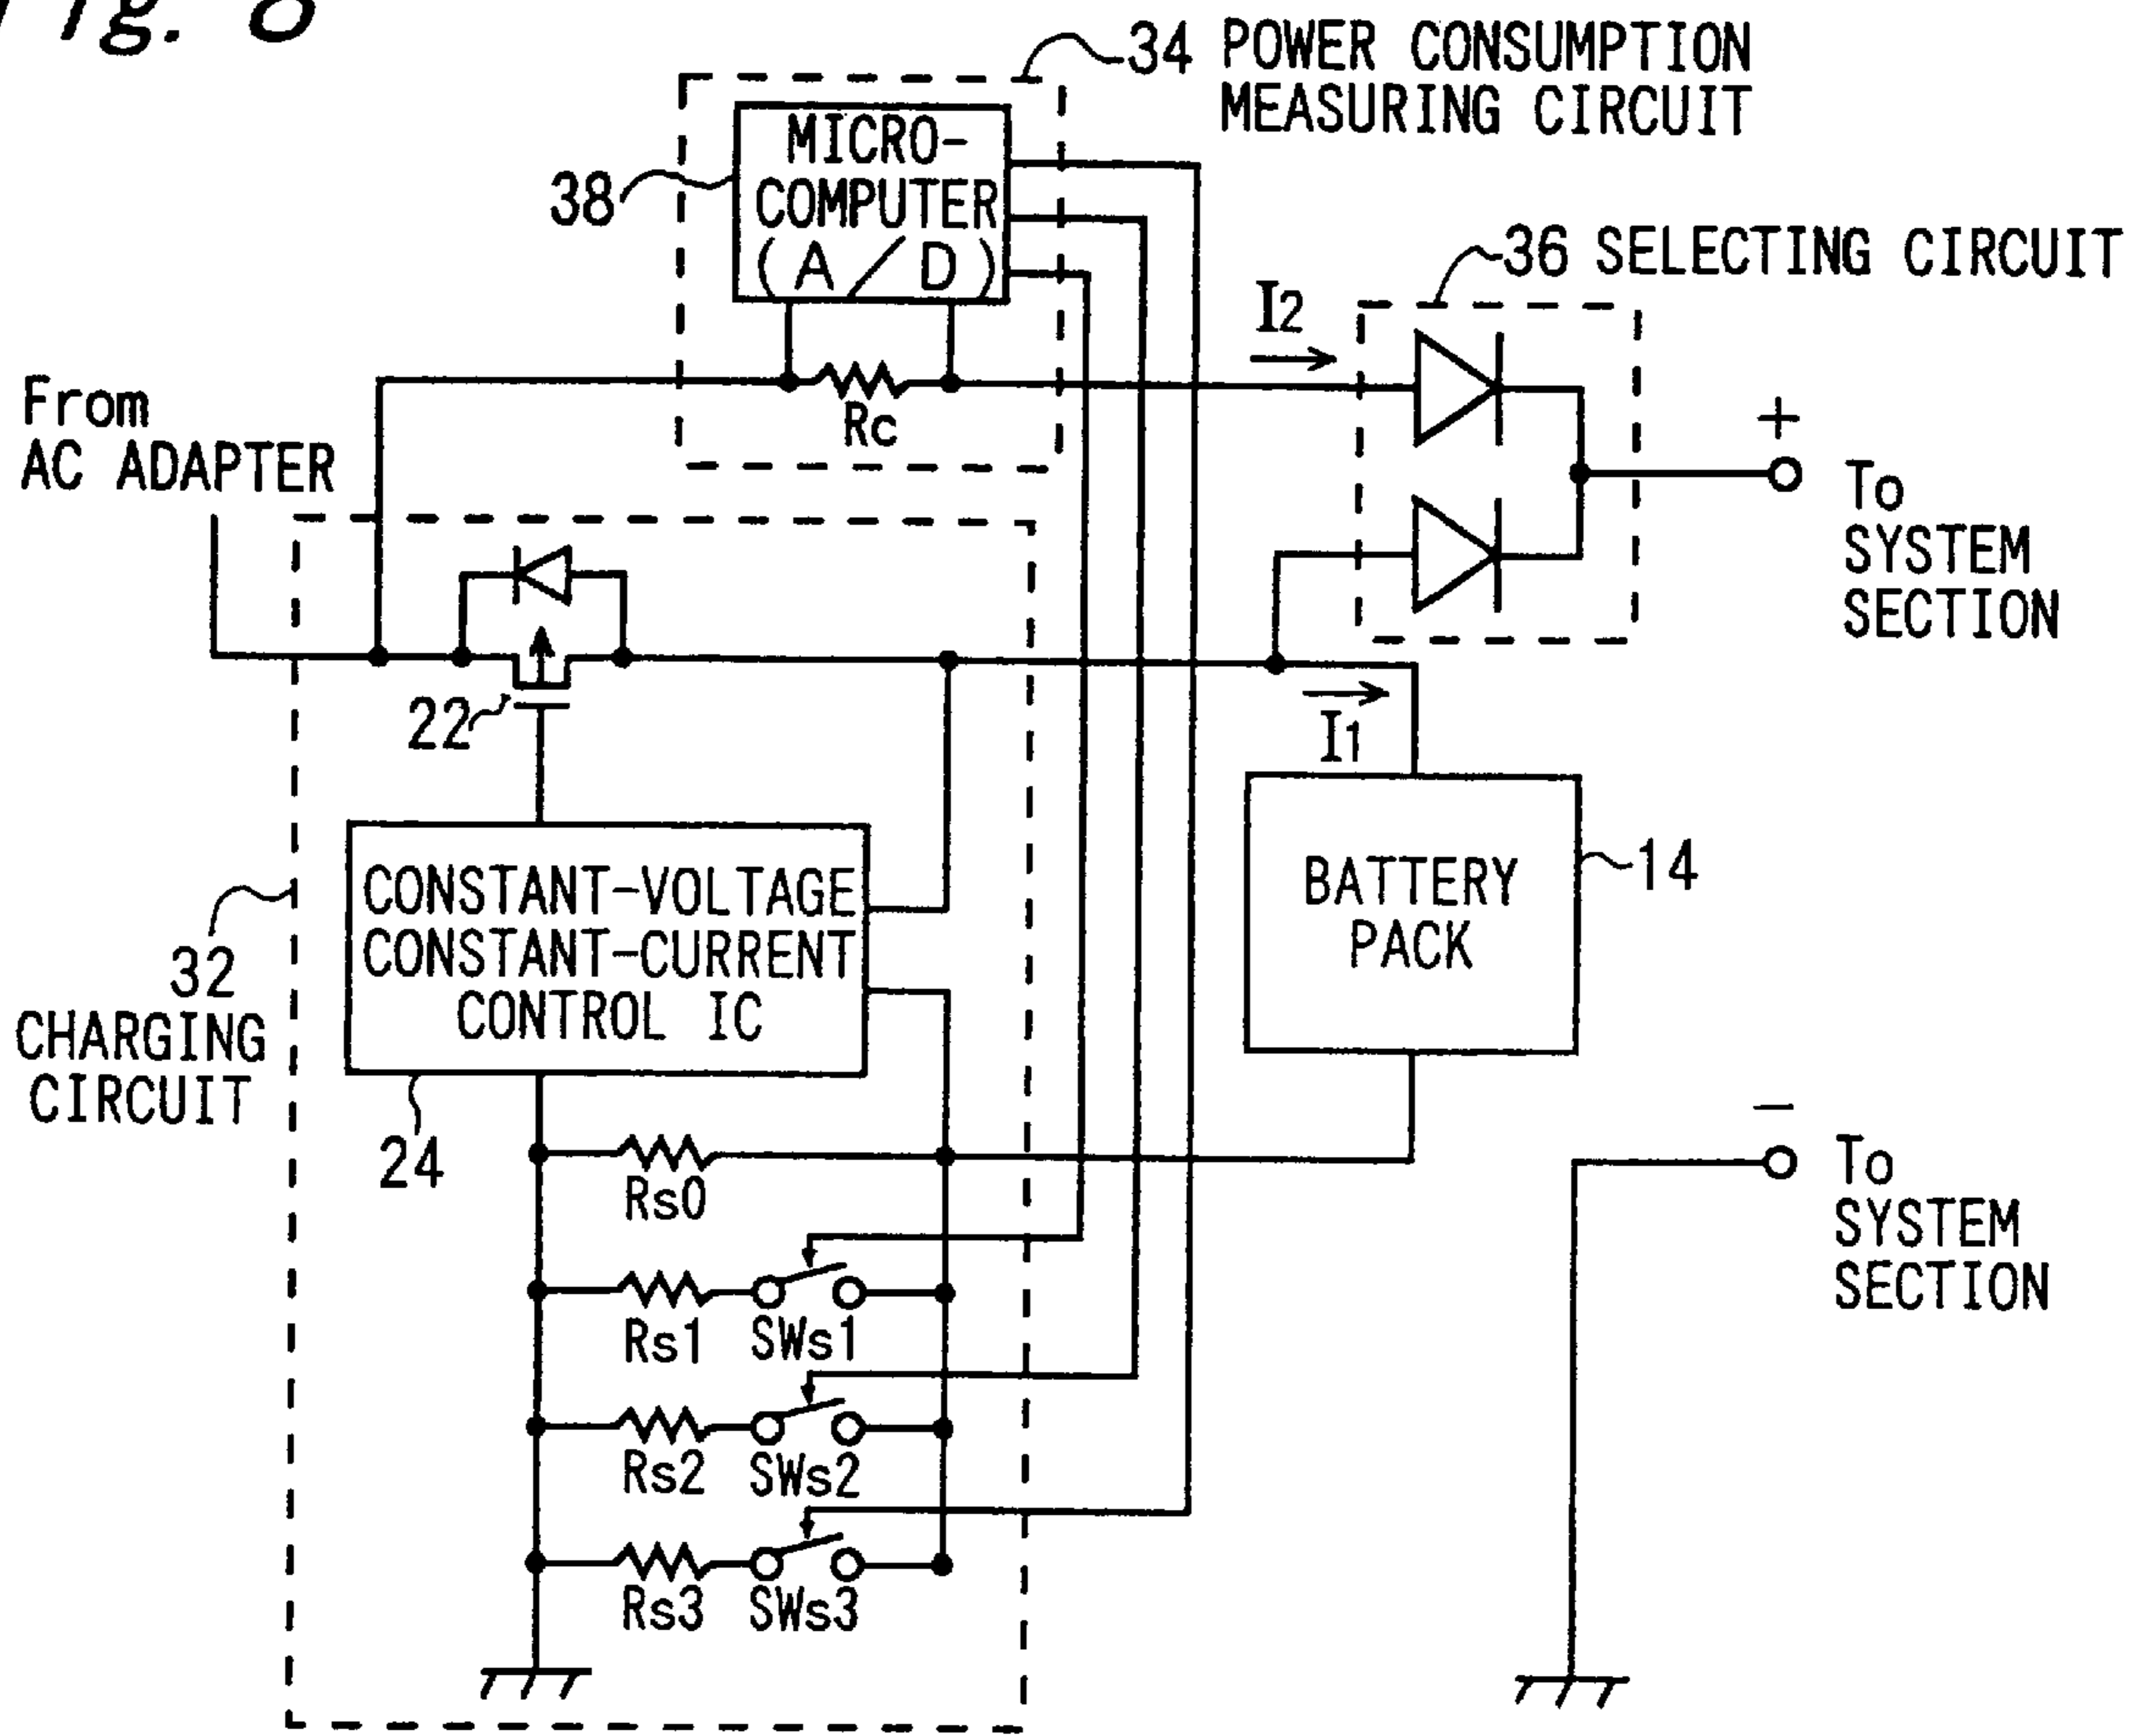 Fig. 8
34 POWER CONSUMPTION
MEASURING CIRCUIT
MICRO-
COMPUTER
(A/D)
38
36 SELECTING CIRCUIT
I2
From
AC ADAPTER
Rc
+
To
SYSTEM
SECTION
22
I1
CONSTANT-VOLTAGE
CONSTANT-CURRENT
CONTROL IC
BATTERY
PACK
14
32
CHARGING
CIRCUIT
24
−
To
SYSTEM
SECTION
Rs0
Rs1
SWs1
Rs2
SWs2
Rs3
SWs3